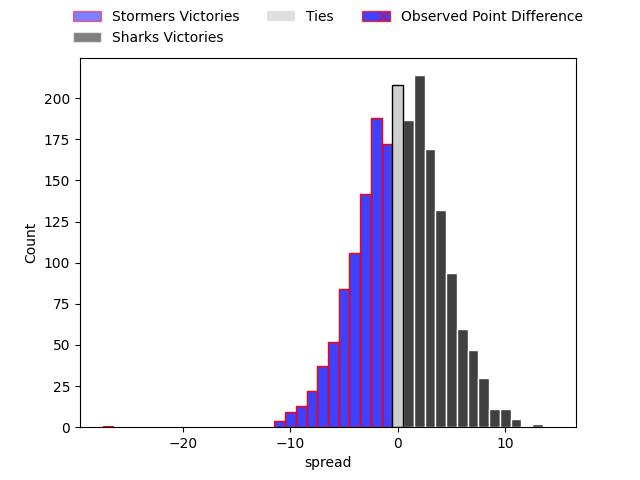 Stormers Victories
Ties
Observed Point Difference
Sharks Victories
Count
200
175
150
125
100
75
50
25
0
−20
−10
0
10
spread